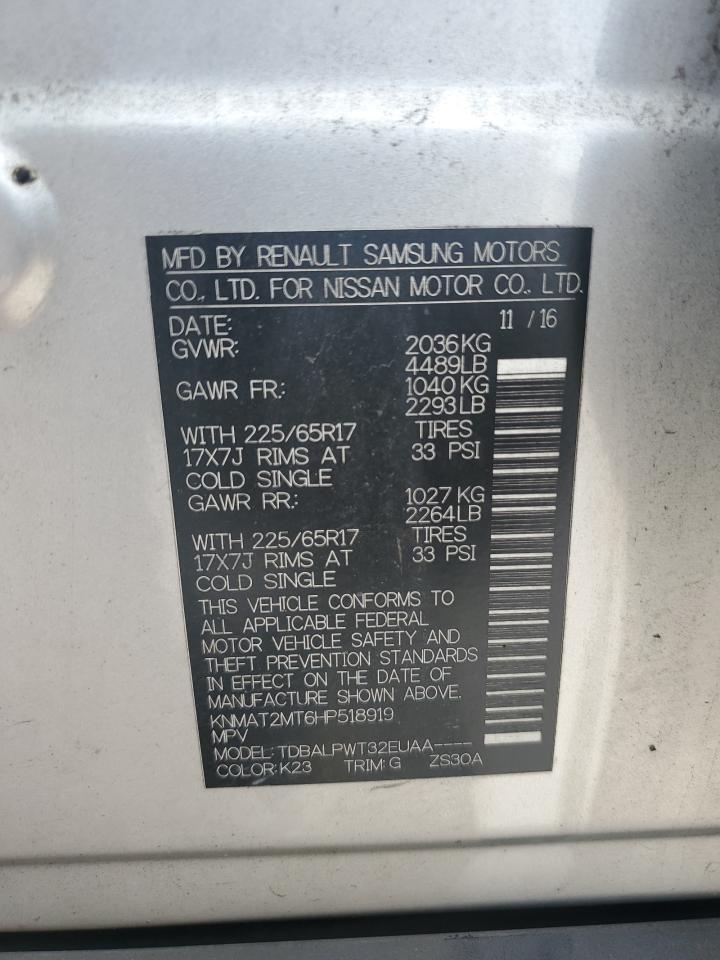 MFD BY RENAULT SAMSUNG MOTORS
CO., LTD. FOR NISSAN MOTOR CO., LTD.
DATE: 11 / 16
GVWR: 2036 KG
4489 LB
GAWR FR.: 1040 KG
2293 LB
WITH 225/65R17 TIRES
17X7J RIMS AT 33 PSI
COLD SINGLE
GAWR RR.: 1027 KG
2264 LB
WITH 225/65R17 TIRES
17X7J RIMS AT 33 PSI
COLD SINGLE
THIS VEHICLE CONFORMS TO
ALL APPLICABLE FEDERAL
MOTOR VEHICLE SAFETY AND
THEFT PREVENTION STANDARDS
IN EFFECT ON THE DATE OF
MANUFACTURE SHOWN ABOVE.
KNMAT2MT6HP518919
MPV
MODEL: TDBALPWT32EUAA----
COLOR: K23 TRIM: G ZS30A